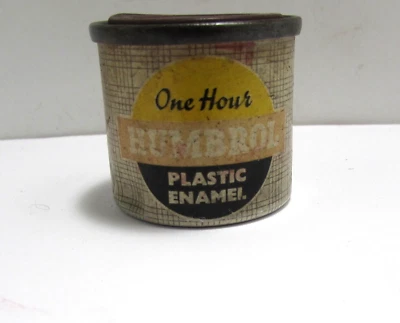 One Hour
HUMBROL
PLASTIC
ENAMEL